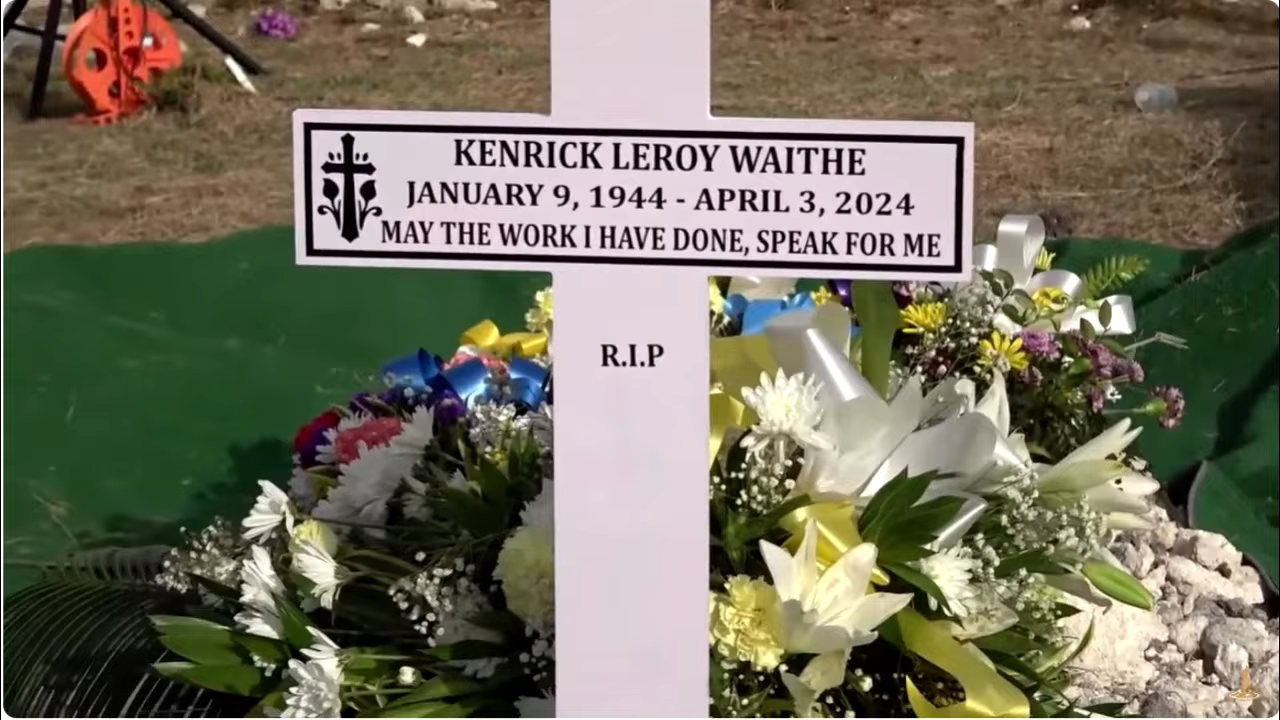 KENRICK LEROY WAITHE
JANUARY 9, 1944 - APRIL 3, 2024
MAY THE WORK I HAVE DONE, SPEAK FOR ME
R.I.P